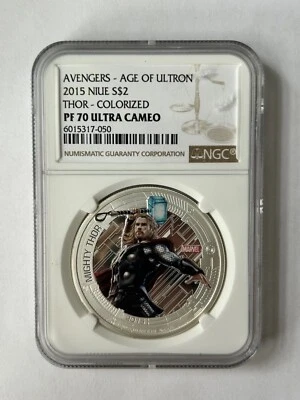 AVENGERS - AGE OF ULTRON
2015 NIUE S$2
THOR - COLORIZED
PF 70 ULTRA CAMEO
6015317-050
NUMISMATIC GUARANTY CORPORATION
NGC
MARVEL
MIGHTY THOR